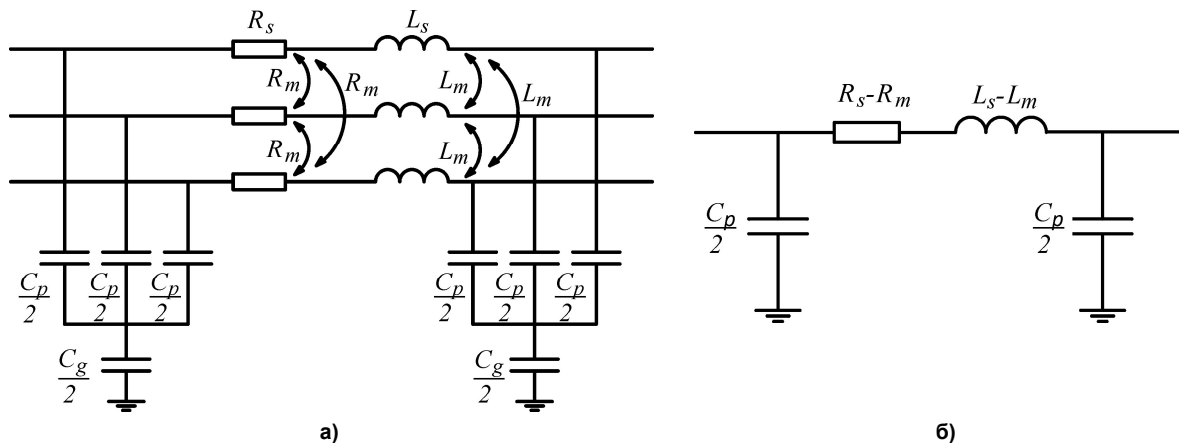 R_s L_s
R_m R_m L_m L_m
R_m L_m
C_p/2 C_p/2 C_p/2 C_p/2 C_p/2 C_p/2
C_g/2 C_g/2
а)
R_s-R_m L_s-L_m
C_p/2 C_p/2
б)